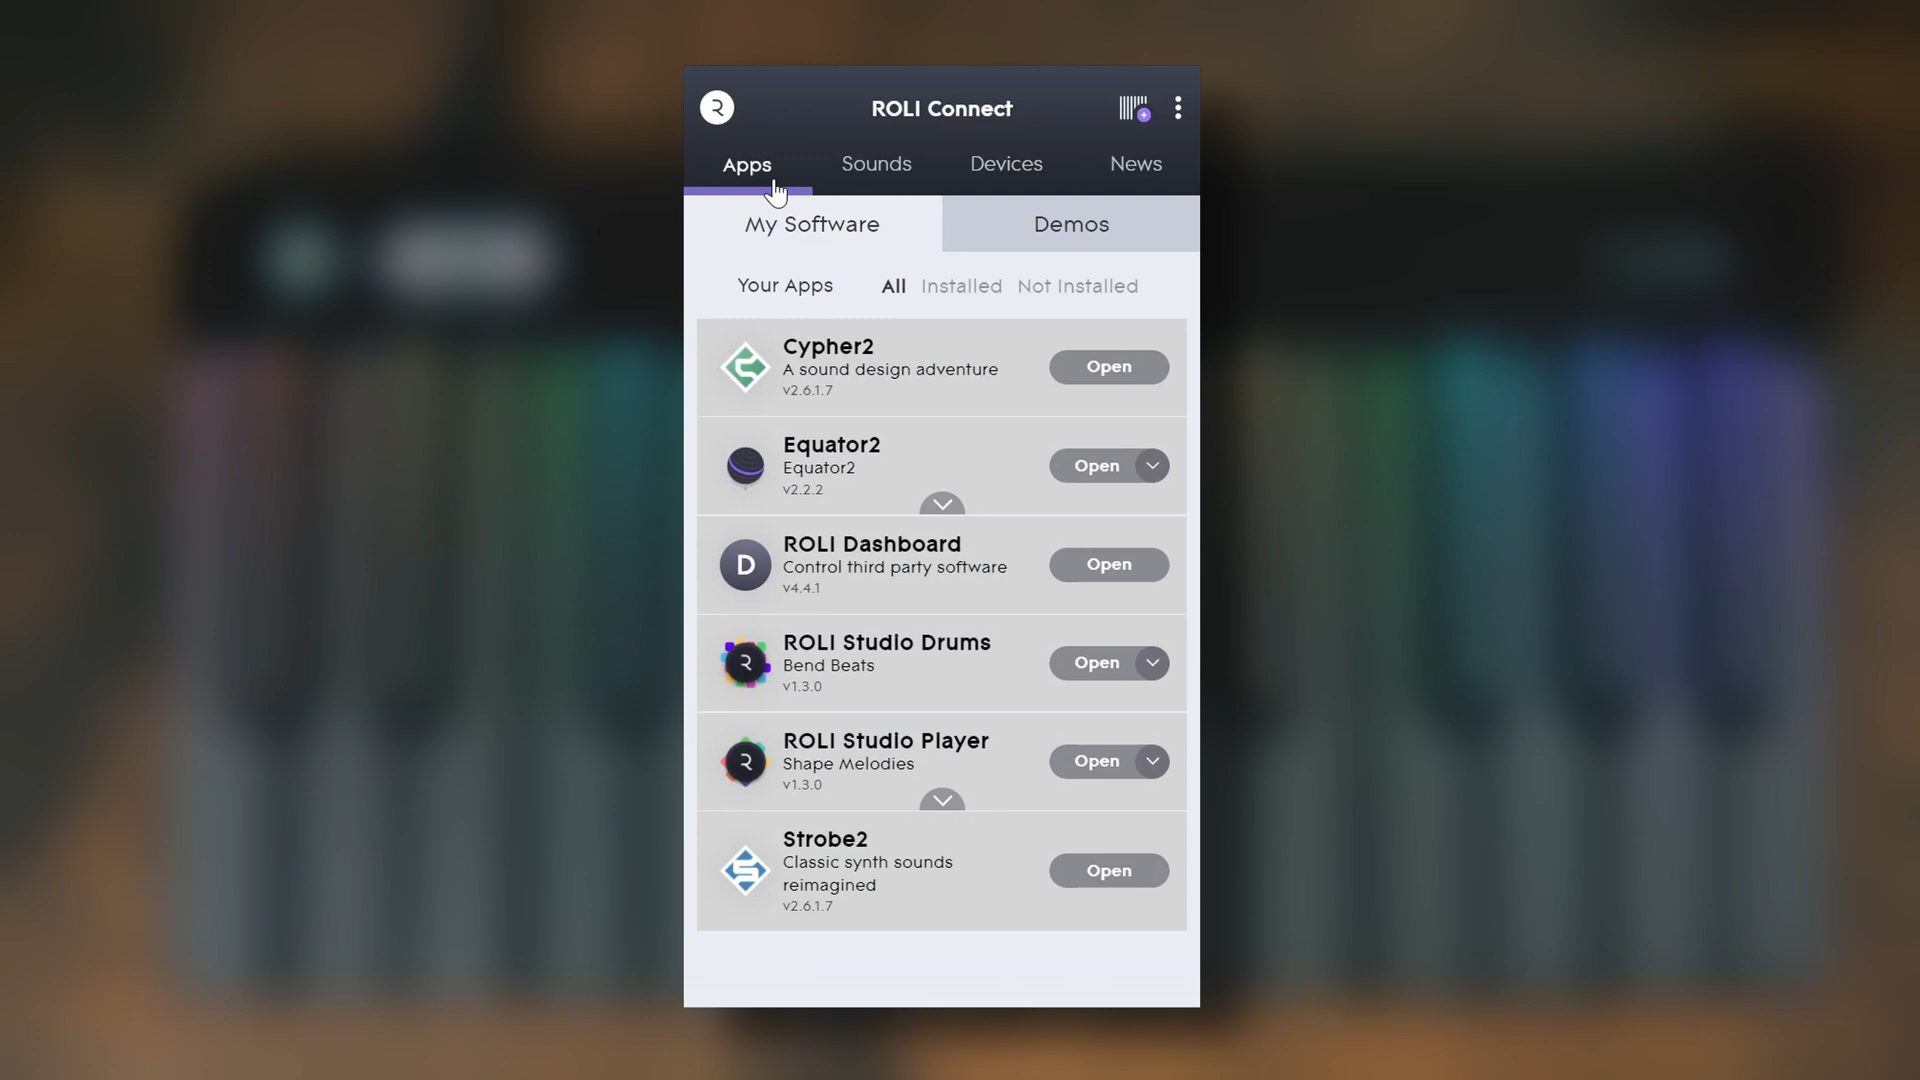 ROLI Connect
Apps
Sounds
Devices
News
My Software
Demos
Your Apps
All
Installed
Not Installed
Cypher2
A sound design adventure
v2.6.1.7
Open
Equator2
Equator2
v2.2.2
Open
D
ROLI Dashboard
Control third party software
v4.4.1
Open
ROLI Studio Drums
Bend Beats
v1.3.0
Open
ROLI Studio Player
Shape Melodies
v1.3.0
Open
Strobe2
Classic synth sounds
reimagined
v2.6.1.7
Open